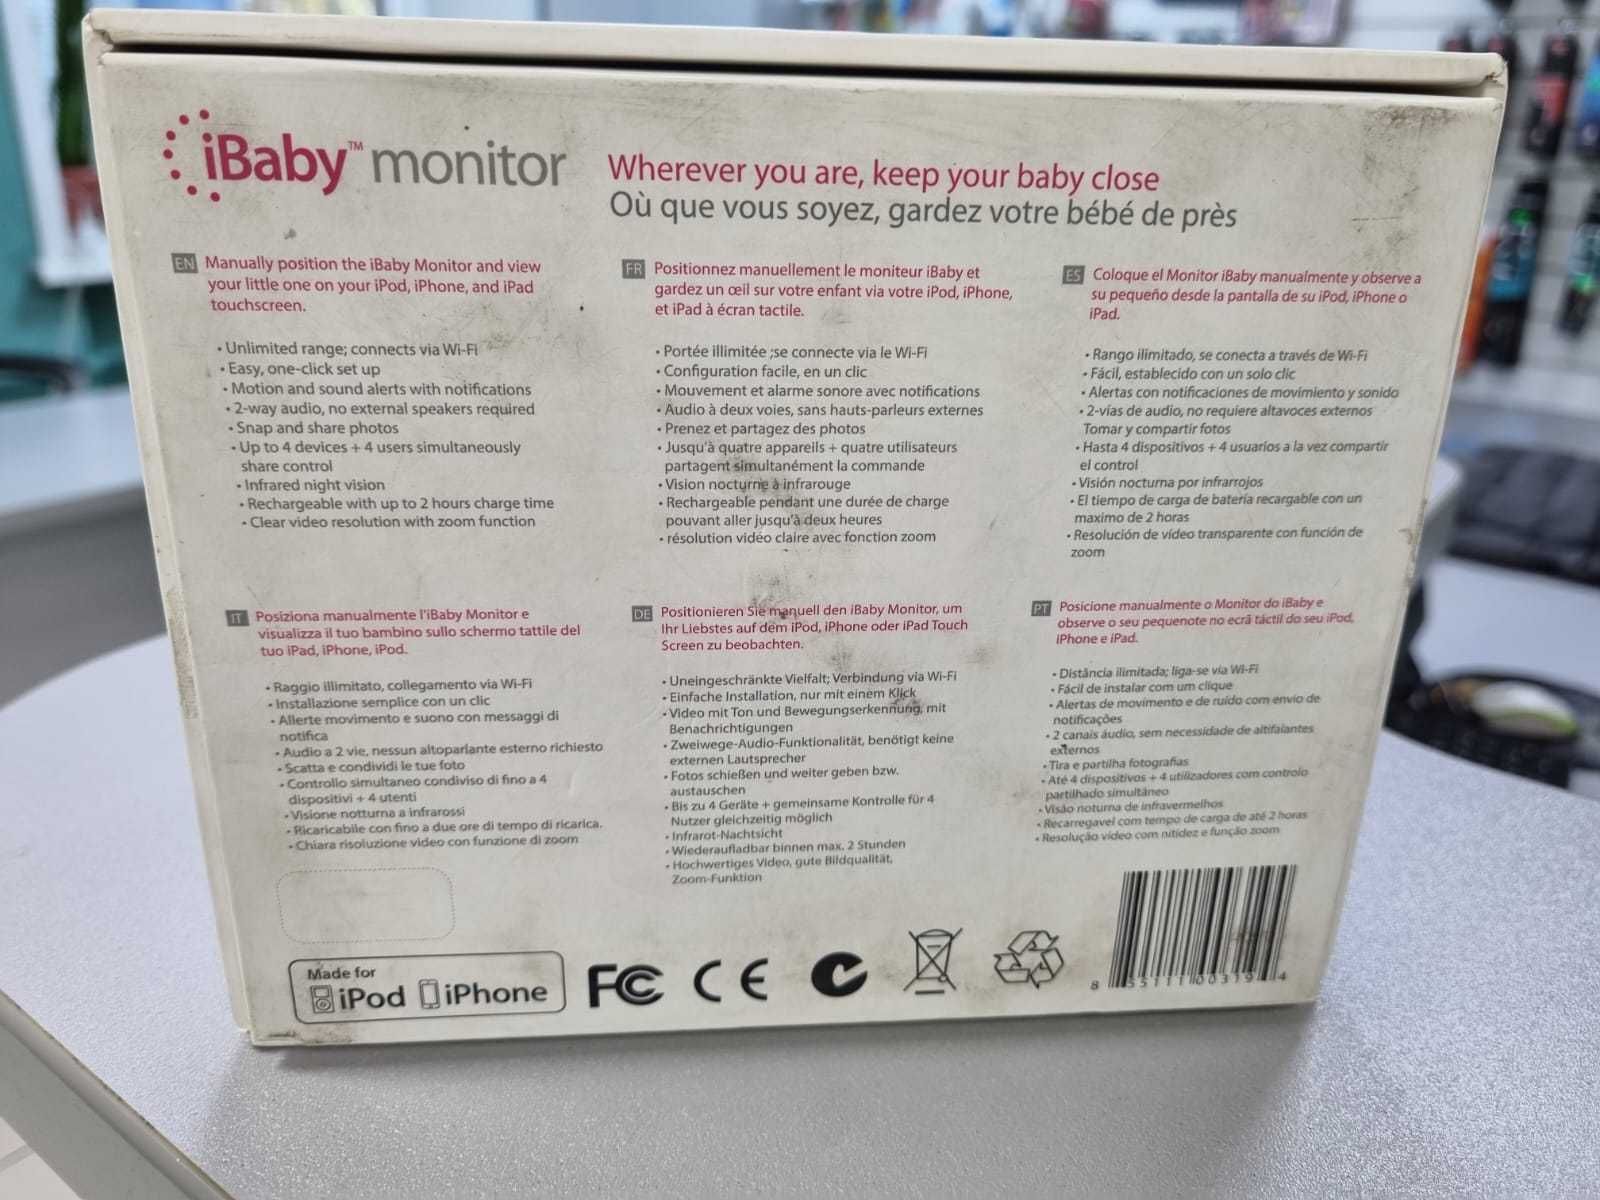 iBaby™ monitor
Wherever you are, keep your baby close
Où que vous soyez, gardez votre bébé de près
EN Manually position the iBaby Monitor and view
your little one on your iPod, iPhone, and iPad
touchscreen.
• Unlimited range; connects via Wi-Fi
• Easy, one-click set up
• Motion and sound alerts with notifications
• 2-way audio, no external speakers required
• Snap and share photos
• Up to 4 devices + 4 users simultaneously
share control
• Infrared night vision
• Rechargeable with up to 2 hours charge time
• Clear video resolution with zoom function
FR Positionnez manuellement le moniteur iBaby et
gardez un œil sur votre enfant via votre iPod, iPhone,
et iPad à écran tactile.
• Portée illimitée ;se connecte via le Wi-Fi
• Configuration facile, en un clic
• Mouvement et alarme sonore avec notifications
• Audio à deux voies, sans hauts-parleurs externes
• Prenez et partagez des photos
• Jusqu'à quatre appareils + quatre utilisateurs
partagent simultanément la commande
• Vision nocturne à infrarouge
• Rechargeable pendant une durée de charge
pouvant aller jusqu'à deux heures
• résolution vidéo claire avec fonction zoom
ES Coloque el Monitor iBaby manualmente y observe a
su pequeño desde la pantalla de su iPod, iPhone o
iPad.
• Rango ilimitado, se conecta a través de Wi-Fi
• Fácil, establecido con un solo clic
• Alertas con notificaciones de movimiento y sonido
• 2-vías de audio, no requiere altavoces externos
Tomar y compartir fotos
• Hasta 4 dispositivos + 4 usuarios a la vez compartir
el control
• Visión nocturna por infrarrojos
• El tiempo de carga de batería recargable con un
maximo de 2 horas
• Resolución de vídeo transparente con función de
zoom
IT Posiziona manualmente l'iBaby Monitor e
visualizza il tuo bambino sullo schermo tattile del
tuo iPad, iPhone, iPod.
• Raggio illimitato, collegamento via Wi-Fi
• Installazione semplice con un clic
• Allerte movimento e suono con messaggi di
notifica
• Audio a 2 vie, nessun altoparlante esterno richiesto
• Scatta e condividi le tue foto
• Controllo simultaneo condiviso di fino a 4
dispositivi + 4 utenti
• Visione notturna a infrarossi
• Ricaricabile con fino a due ore di tempo di ricarica.
• Chiara risoluzione video con funzione di zoom
DE Positionieren Sie manuell den iBaby Monitor, um
Ihr Liebstes auf dem iPod, iPhone oder iPad Touch
Screen zu beobachten.
• Uneingeschränkte Vielfalt; Verbindung via Wi-Fi
• Einfache Installation, nur mit einem Klick
• Video mit Ton und Bewegungserkennung, mit
Benachrichtigungen
• Zweiwege-Audio-Funktionalität, benötigt keine
externen Lautsprecher
• Fotos schießen und weiter geben bzw.
austauschen
• Bis zu 4 Geräte + gemeinsame Kontrolle für 4
Nutzer gleichzeitig möglich
• Infrarot-Nachtsicht
• Wiederaufladbar binnen max. 2 Stunden
• Hochwertiges Video, gute Bildqualität,
Zoom-Funktion
PT Posicione manualmente o Monitor do iBaby e
observe o seu pequenote no ecrã táctil do seu iPod,
iPhone e iPad.
• Distância ilimitada; liga-se via Wi-Fi
• Fácil de instalar com um clique
• Alertas de movimento e de ruído com envio de
notificações
• 2 canais áudio, sem necessidade de altifalantes
externos
• Tira e partilha fotografias
• Até 4 dispositivos + 4 utilizadores com controlo
partilhado simultâneo
• Visão noturna de infravermelhos
• Recarregavel com tempo de carga de até 2 horas
• Resolução vídeo com nitidez e função zoom
Made for
iPod iPhone
FC CE
8 55111 00319 4